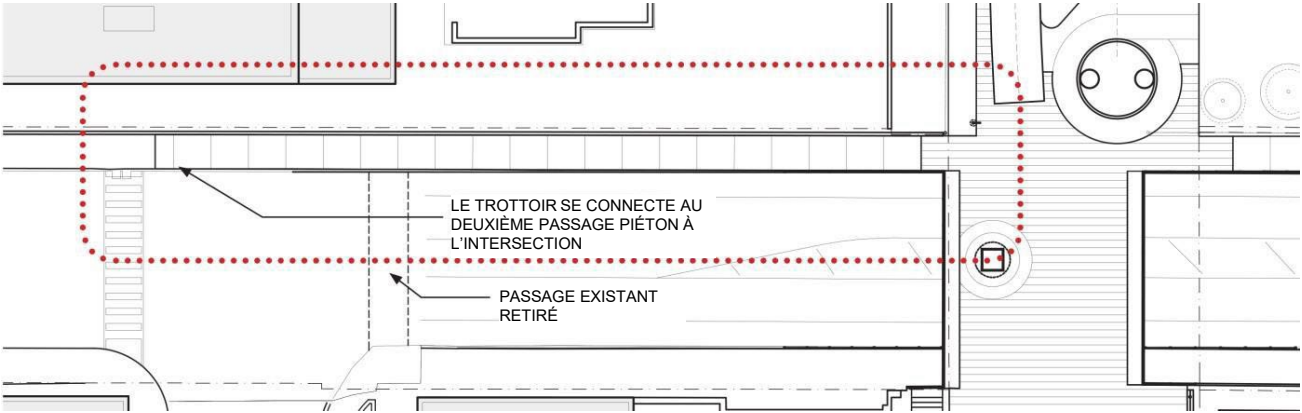 LE TROTTOIR SE CONNECTE AU
DEUXIÈME PASSAGE PIÉTON À
L'INTERSECTION
PASSAGE EXISTANT
RETIRÉ